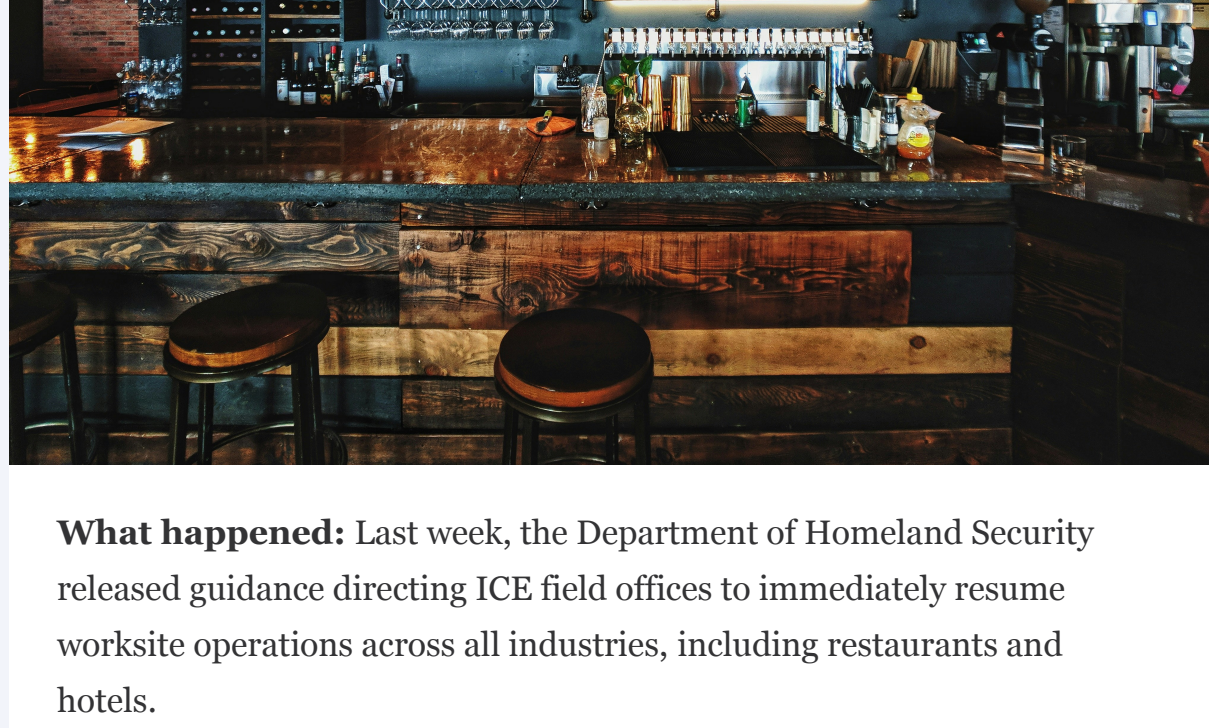 What happened: Last week, the Department of Homeland Security
released guidance directing ICE field offices to immediately resume
worksite operations across all industries, including restaurants and
hotels.